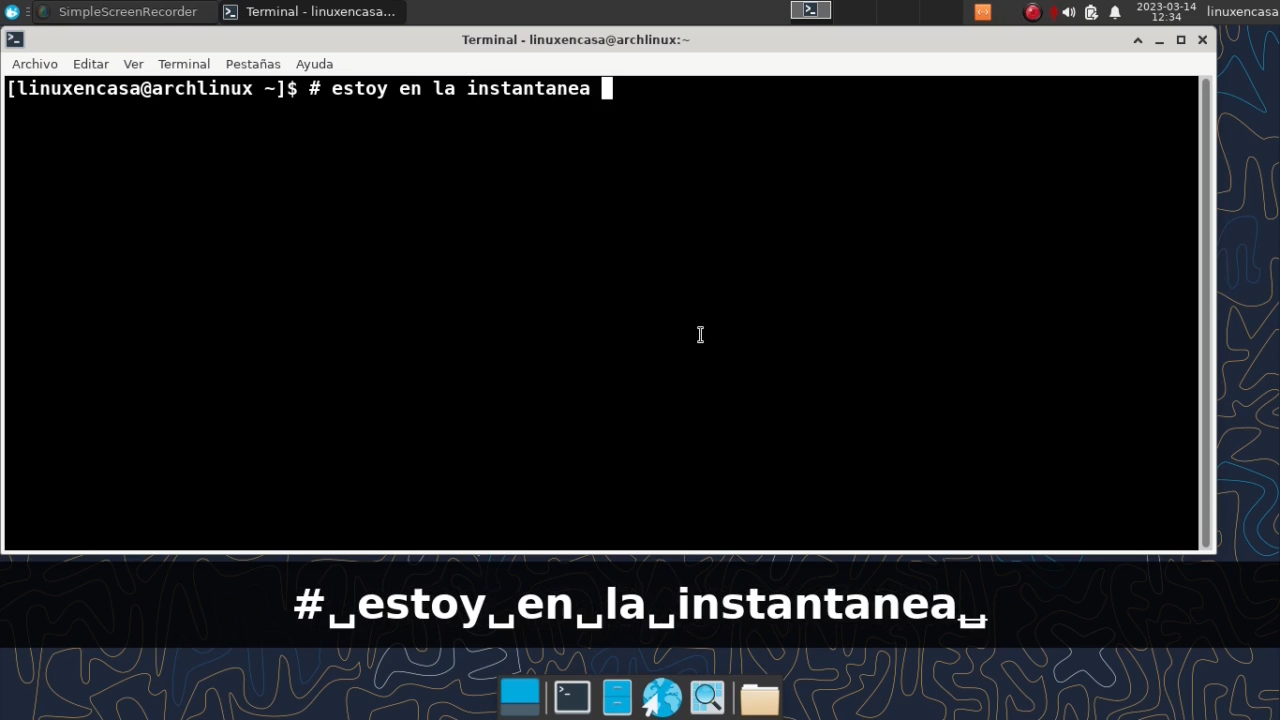 SimpleScreenRecorder
Terminal - linuxencasa...
2023-03-14
12:34
linuxencasa
Terminal - linuxencasa@archlinux:~
Archivo Editar Ver Terminal Pestañas Ayuda
[linuxencasa@archlinux ~]$ # estoy en la instantanea
#␣estoy␣en␣la␣instantanea␣